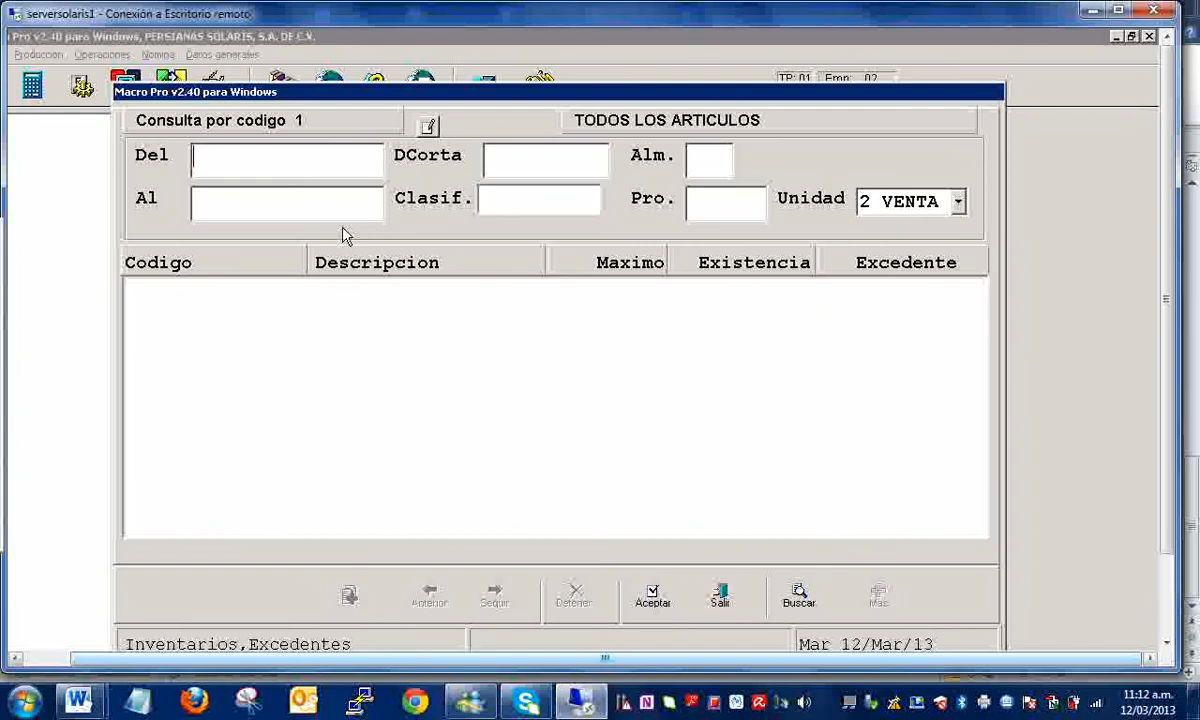 serversolaris1 - Conexión a Escritorio remoto
Pro v2.40 para Windows, PERSIANAS SOLARIS, S.A. DE C.V.
Produccion Operaciones Nomina Datos generales
TP: 01 Emp: 02
Macro Pro v2.40 para Windows
Consulta por codigo 1 TODOS LOS ARTICULOS
Del DCorta Alm.
Al Clasif. Pro. Unidad 2 VENTA
Codigo Descripcion Maximo Existencia Excedente
Anterior Seguir Detener Aceptar Salir Buscar Mas
Inventarios,Excedentes Mar 12/Mar/13
11:12 a.m.
12/03/2013